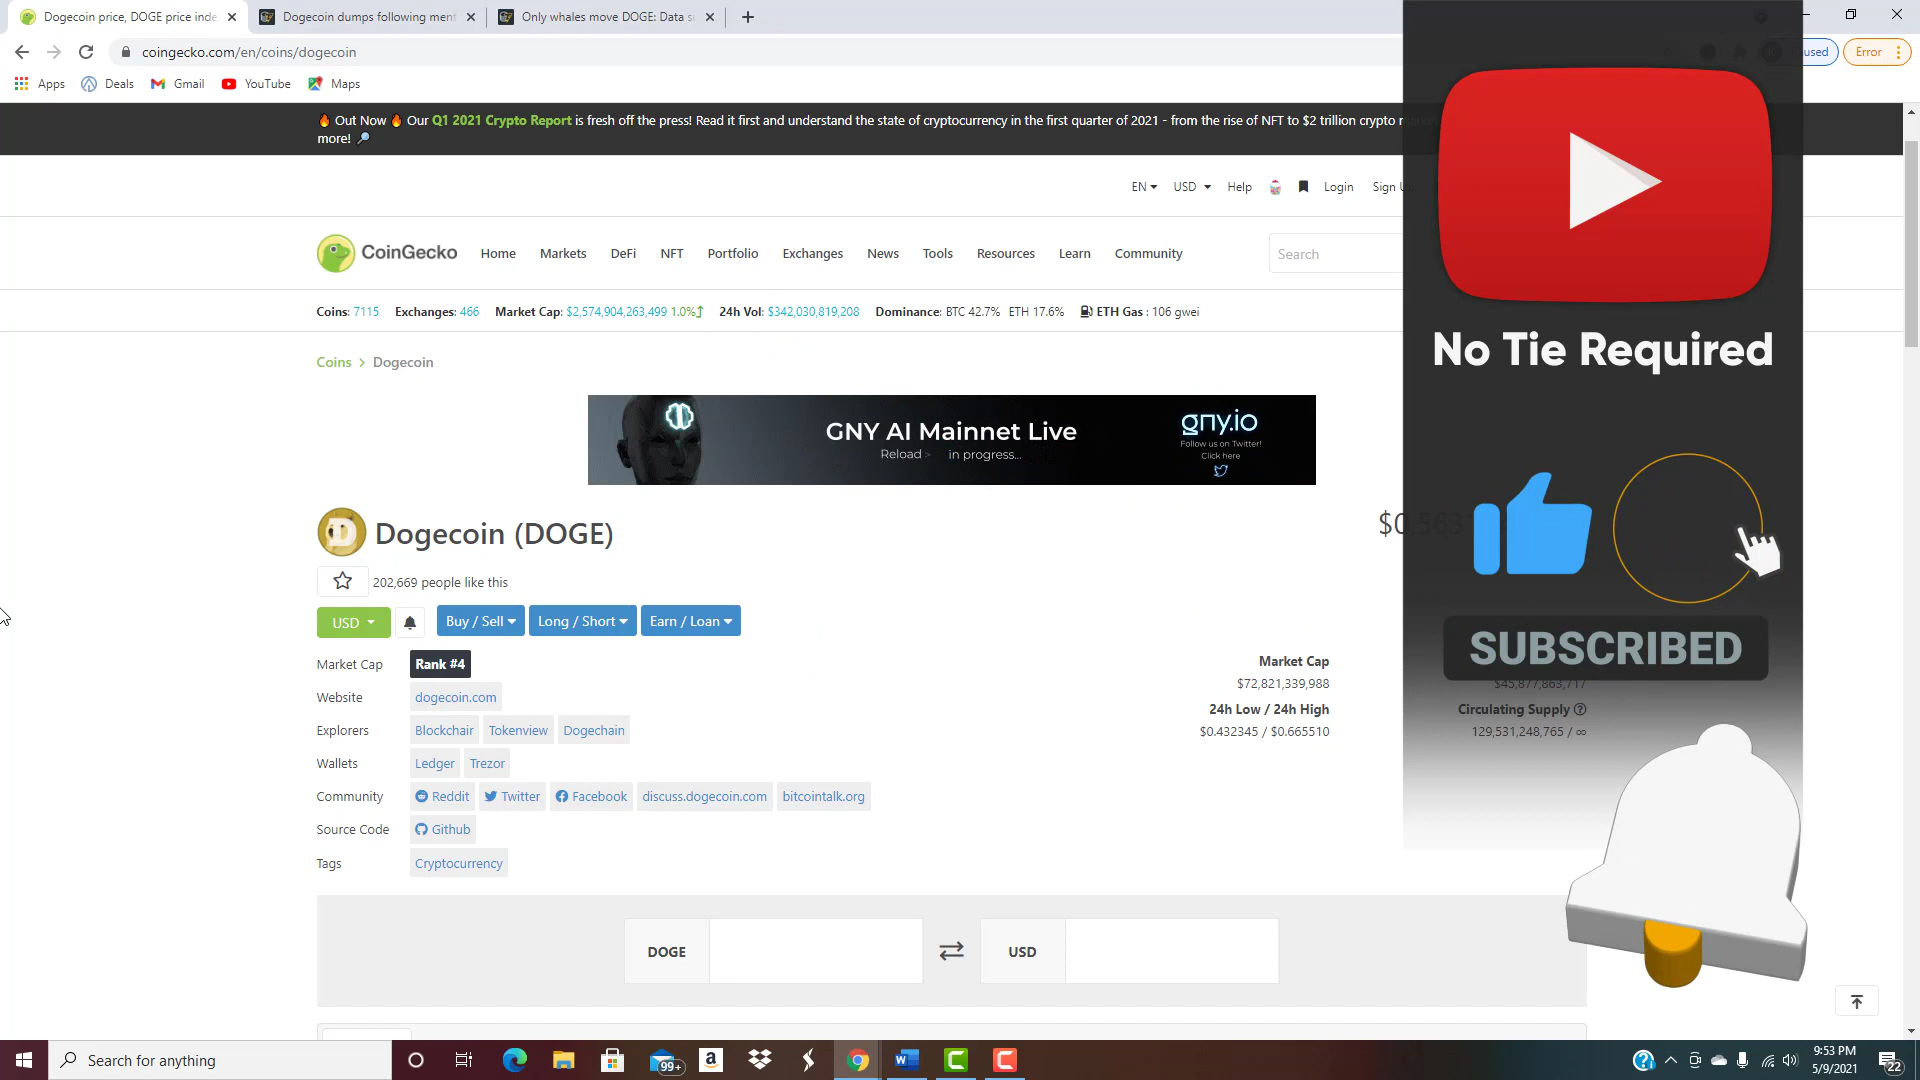 Dogecoin price, DOGE price inde
Dogecoin dumps following ment
Only whales move DOGE: Data s
coingecko.com/en/coins/dogecoin
used
Error
Apps
Deals
Gmail
YouTube
Maps
🔥 Out Now 🔥 Our Q1 2021 Crypto Report is fresh off the press! Read it first and understand the state of cryptocurrency in the first quarter of 2021 - from the rise of NFT to $2 trillion crypto
more! 🔎
EN USD Help Login Sign
CoinGecko Home Markets DeFi NFT Portfolio Exchanges News Tools Resources Learn Community Search
Coins: 7115 Exchanges: 466 Market Cap: $2,574,904,263,499 1.0% 24h Vol: $342,030,819,208 Dominance: BTC 42.7% ETH 17.6% ETH Gas : 106 gwei
Coins > Dogecoin
GNY AI Mainnet Live
Reload > in progress...
gny.io
Follow us on Twitter!
Click here
Dogecoin (DOGE)
$0.563
202,669 people like this
USD Buy / Sell Long / Short Earn / Loan
Market Cap Rank #4
Website dogecoin.com
Explorers Blockchair Tokenview Dogechain
Wallets Ledger Trezor
Community Reddit Twitter Facebook discuss.dogecoin.com bitcointalk.org
Source Code Github
Tags Cryptocurrency
Market Cap
$72,821,339,988
24h Low / 24h High
$0.432345 / $0.665510
$45,877,863,717
Circulating Supply
129,531,248,765 / ∞
DOGE
USD
No Tie Required
SUBSCRIBED
Search for anything
99+
9:53 PM
5/9/2021
22